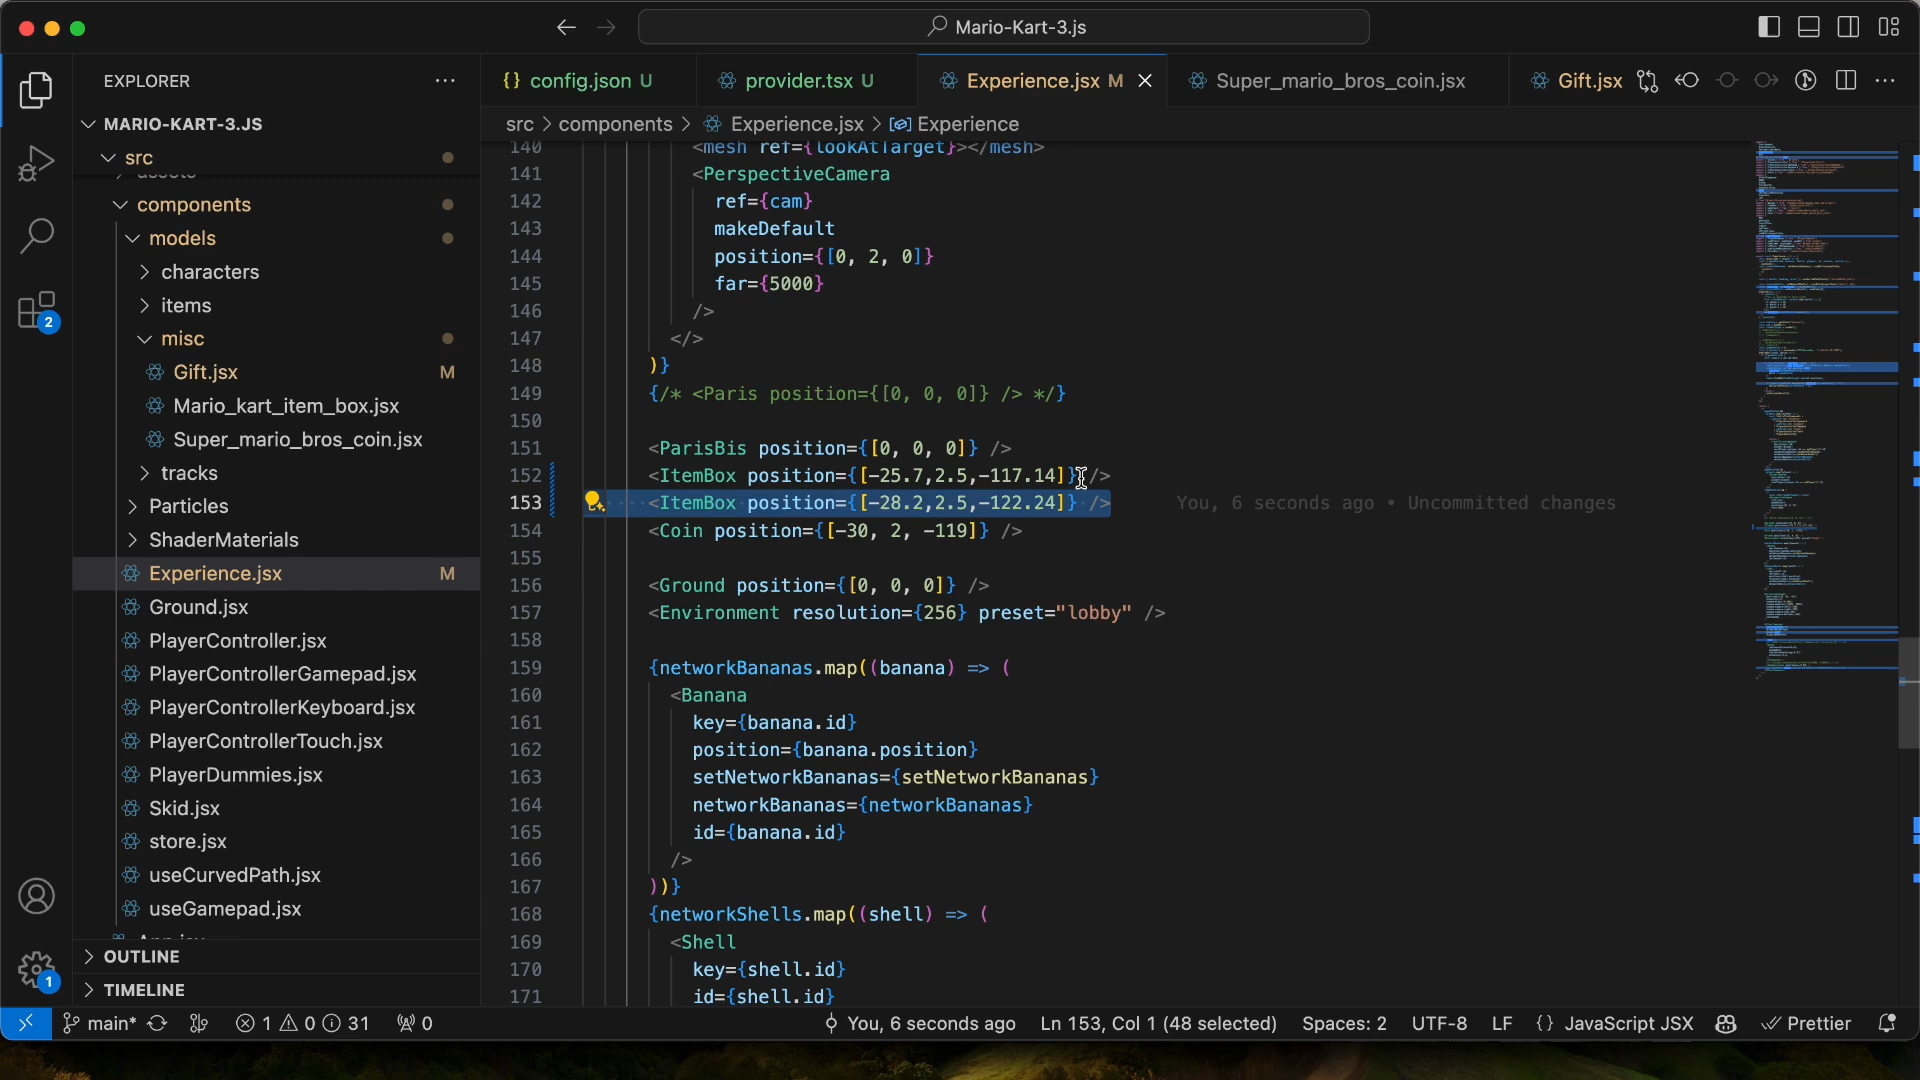 Mario-Kart-3.js
EXPLORER
MARIO-KART-3.JS
src
assets
components
models
characters
items
misc
Gift.jsx M
Mario_kart_item_box.jsx
Super_mario_bros_coin.jsx
tracks
Particles
ShaderMaterials
Experience.jsx M
Ground.jsx
PlayerController.jsx
PlayerControllerGamepad.jsx
PlayerControllerKeyboard.jsx
PlayerControllerTouch.jsx
PlayerDummies.jsx
Skid.jsx
store.jsx
useCurvedPath.jsx
useGamepad.jsx
App.jsx
OUTLINE
TIMELINE
2
1
{} config.json U
provider.tsx U
Experience.jsx M
Super_mario_bros_coin.jsx
Gift.jsx
src > components > Experience.jsx > Experience
140 <mesh ref={lookAtTarget}></mesh>
141 <PerspectiveCamera
142 ref={cam}
143 makeDefault
144 position={[0, 2, 0]}
145 far={5000}
146 />
147 </>
148 )}
149 {/* <Paris position={[0, 0, 0]} /> */}
150
151 <ParisBis position={[0, 0, 0]} />
152 <ItemBox position={[-25.7,2.5,-117.14]} />
153 <ItemBox position={[-28.2,2.5,-122.24]} /> You, 6 seconds ago • Uncommitted changes
154 <Coin position={[-30, 2, -119]} />
155
156 <Ground position={[0, 0, 0]} />
157 <Environment resolution={256} preset="lobby" />
158
159 {networkBananas.map((banana) => (
160 <Banana
161 key={banana.id}
162 position={banana.position}
163 setNetworkBananas={setNetworkBananas}
164 networkBananas={networkBananas}
165 id={banana.id}
166 />
167 ))}
168 {networkShells.map((shell) => (
169 <Shell
170 key={shell.id}
171 id={shell.id}
main* 1 0 31 0 You, 6 seconds ago Ln 153, Col 1 (48 selected) Spaces: 2 UTF-8 LF {} JavaScript JSX Prettier